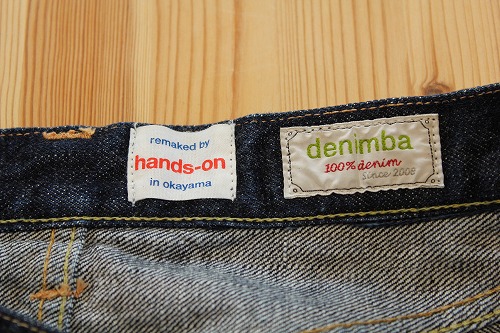 remaked by
hands-on
in okayama
denimba
100% denim
since 2008